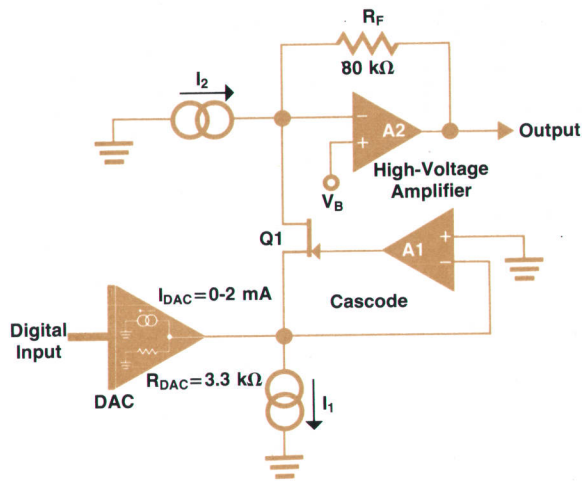 R_F
80 kΩ
I_2
− A2
+
Output
High-Voltage
Amplifier
V_B
Q1
A1 +
−
I_DAC=0-2 mA
Cascode
Digital
Input
+
R_DAC=3.3 kΩ
DAC
I_1